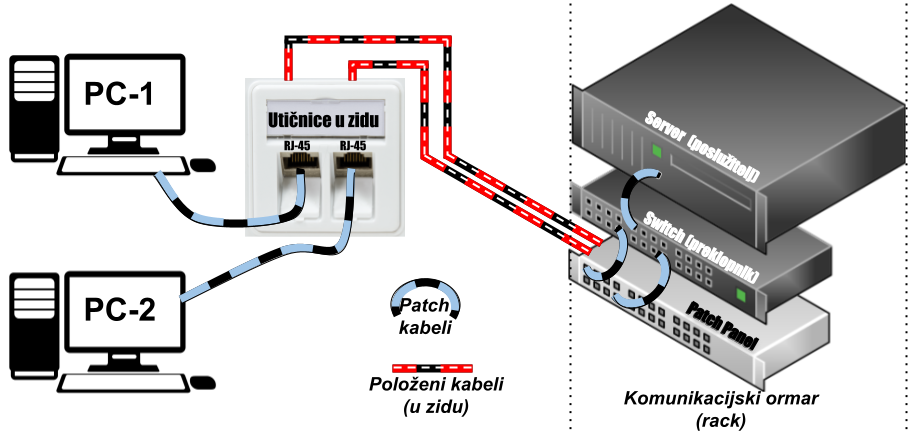 PC-1
Utičnice u zidu
RJ-45 RJ-45
PC-2
Patch
kabeli
Položeni kabeli
(u zidu)
Server (poslužitelj)
Switch (preklopnik)
Patch Panel
Komunikacijski ormar
(rack)